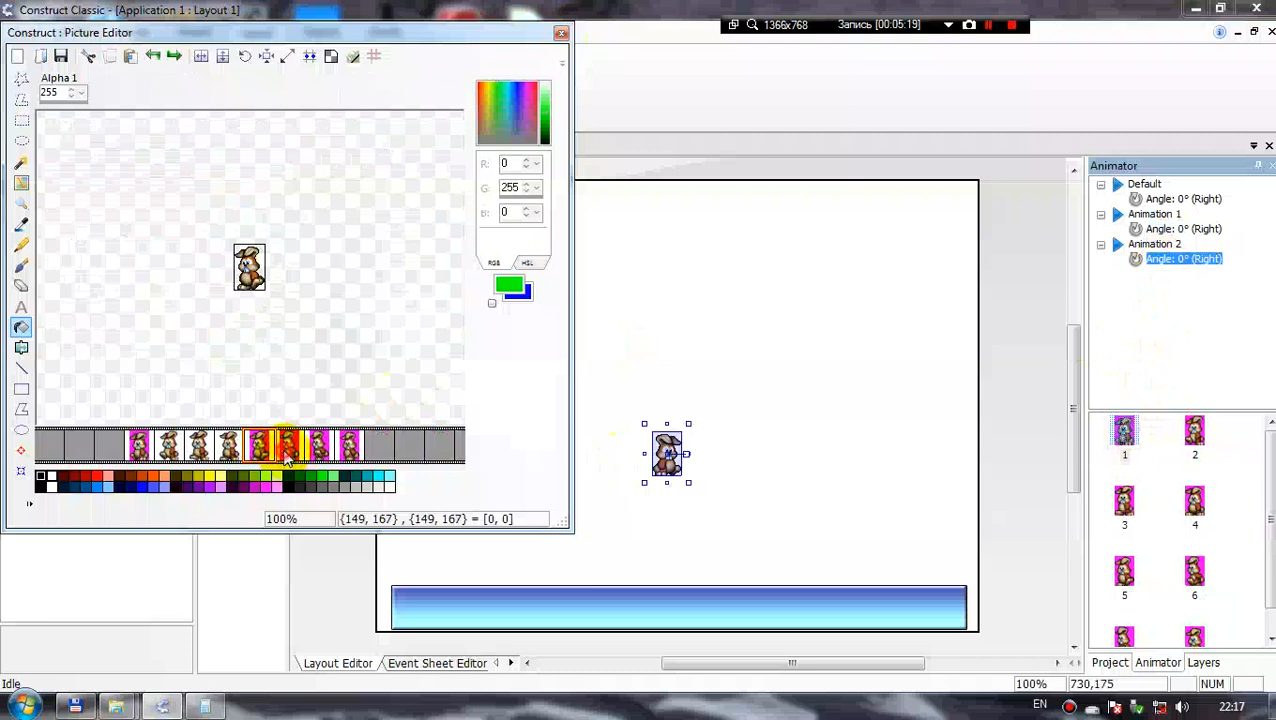 Construct Classic - [Application 1 : Layout 1]
1366x768
Запись [00:05:19]
Construct : Picture Editor
Alpha 1
255
R: 0
G: 255
B: 0
RGB
HSL
100%
{149, 167} , {149, 167} = [0, 0]
Animator
Default
Angle: 0° (Right)
Animation 1
Angle: 0° (Right)
Animation 2
Angle: 0° (Right)
1
2
3
4
5
6
Layout Editor
Event Sheet Editor
Project
Animator
Layers
Idle
100%
730,175
NUM
EN
22:17